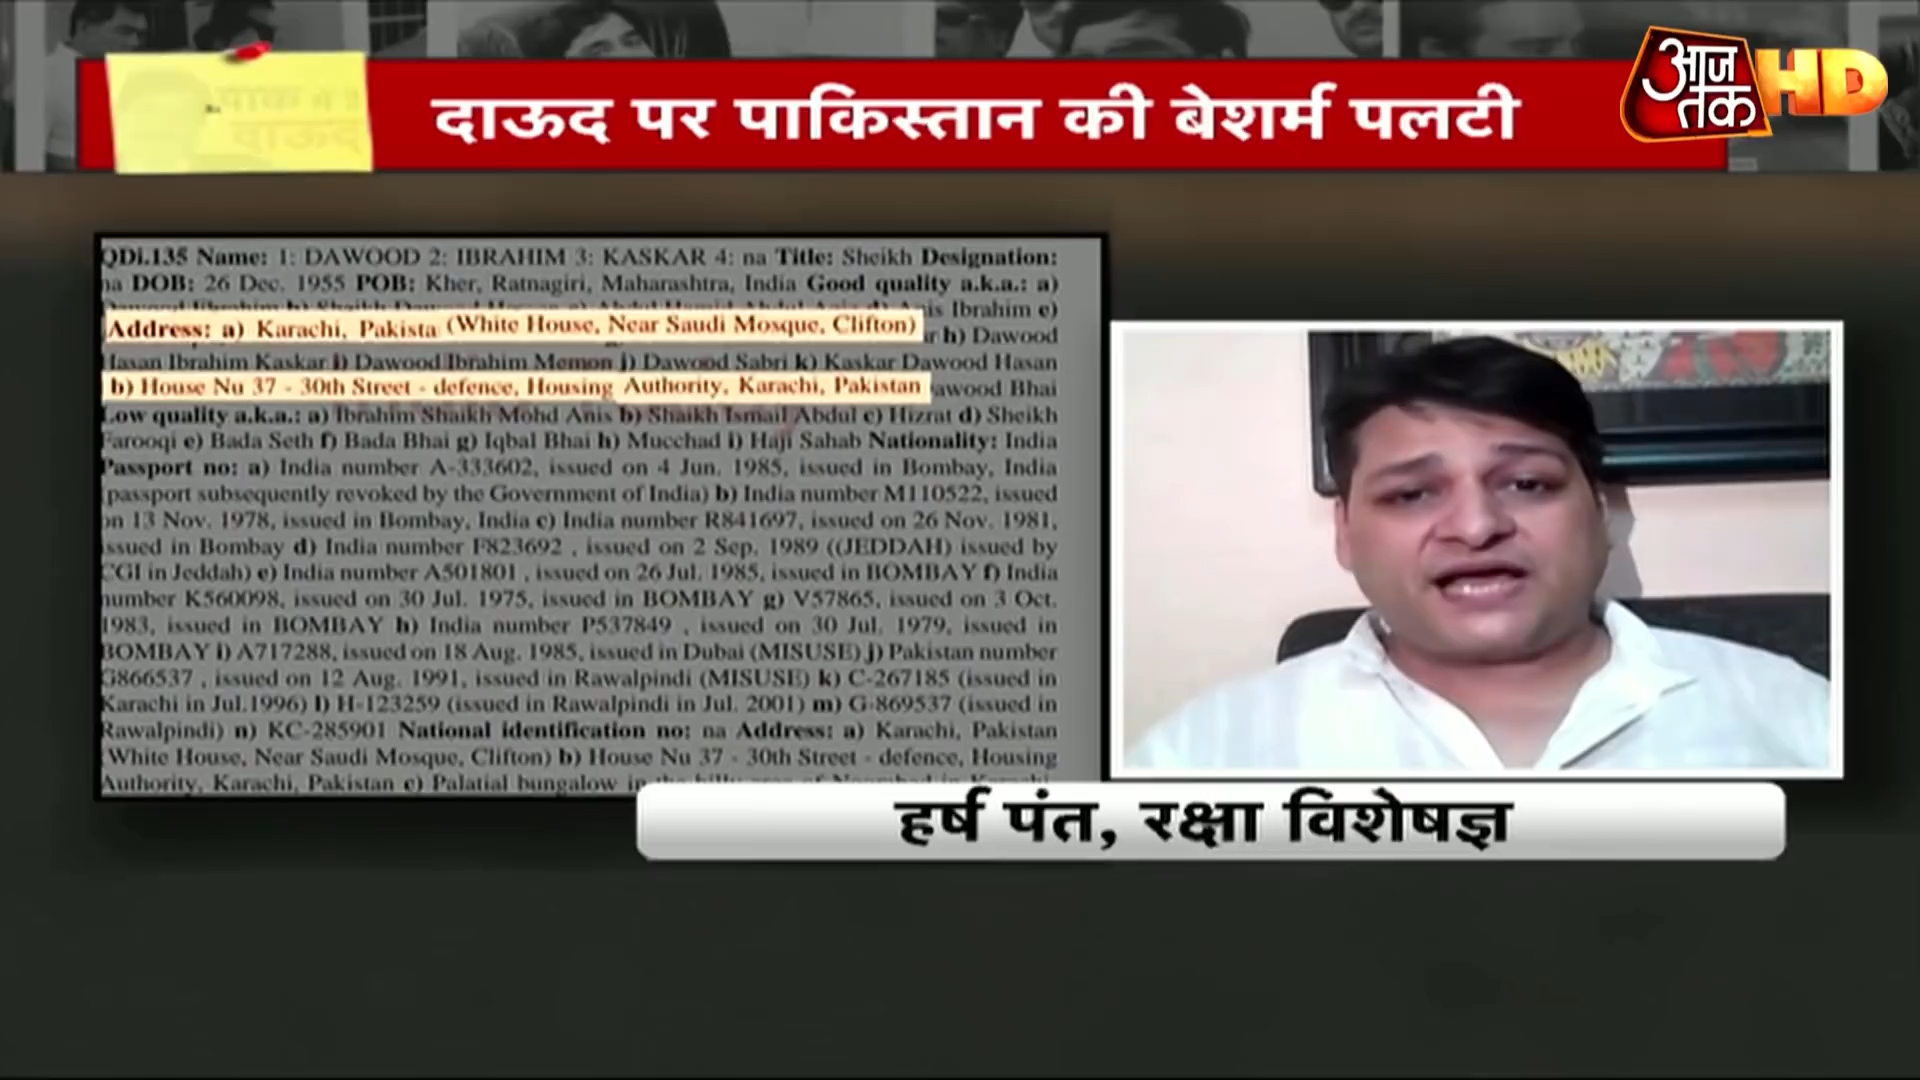 दाऊद पर पाकिस्तान की बेशर्म पलटी
आज
तक
HD
QDi.135 Name: 1: DAWOOD 2: IBRAHIM 3: KASKAR 4: na Title: Sheikh Designation:
na DOB: 26 Dec. 1955 POB: Kher, Ratnagiri, Maharashtra, India Good quality a.k.a.: a)
Ibrahim e)
Address: a) Karachi, Pakista (White House, Near Saudi Mosque, Clifton)
h) Dawood
Hasan Ibrahim Kaskar i) Dawood Ibrahim Memon j) Dawood Sabri k) Kaskar Dawood Hasan
b) House Nu 37 - 30th Street - defence, Housing Authority, Karachi, Pakistan
awood Bhai
Low quality a.k.a.: a) Ibrahim Shaikh Mohd Anis b) Shaikh Ismail Abdul c) Hizrat d) Sheikh
Farooqi e) Bada Seth f) Bada Bhai g) Iqbal Bhai h) Mucchad i) Haji Sahab Nationality: India
Passport no: a) India number A-333602, issued on 4 Jun. 1985, issued in Bombay, India
(passport subsequently revoked by the Government of India) b) India number M110522, issued
on 13 Nov. 1978, issued in Bombay, India c) India number R841697, issued on 26 Nov. 1981,
issued in Bombay d) India number F823692 , issued on 2 Sep. 1989 ((JEDDAH) issued by
CGI in Jeddah) e) India number A501801 , issued on 26 Jul. 1985, issued in BOMBAY f) India
number K560098, issued on 30 Jul. 1975, issued in BOMBAY g) V57865, issued on 3 Oct.
1983, issued in BOMBAY h) India number P537849 , issued on 30 Jul. 1979, issued in
BOMBAY i) A717288, issued on 18 Aug. 1985, issued in Dubai (MISUSE) j) Pakistan number
G866537 , issued on 12 Aug. 1991, issued in Rawalpindi (MISUSE) k) C-267185 (issued in
Karachi in Jul.1996) l) H-123259 (issued in Rawalpindi in Jul. 2001) m) G-869537 (issued in
Rawalpindi) n) KC-285901 National identification no: na Address: a) Karachi, Pakistan
(White House, Near Saudi Mosque, Clifton) b) House Nu 37 - 30th Street - defence, Housing
Authority, Karachi, Pakistan c) Palatial bungalow in
हर्ष पंत, रक्षा विशेषज्ञ